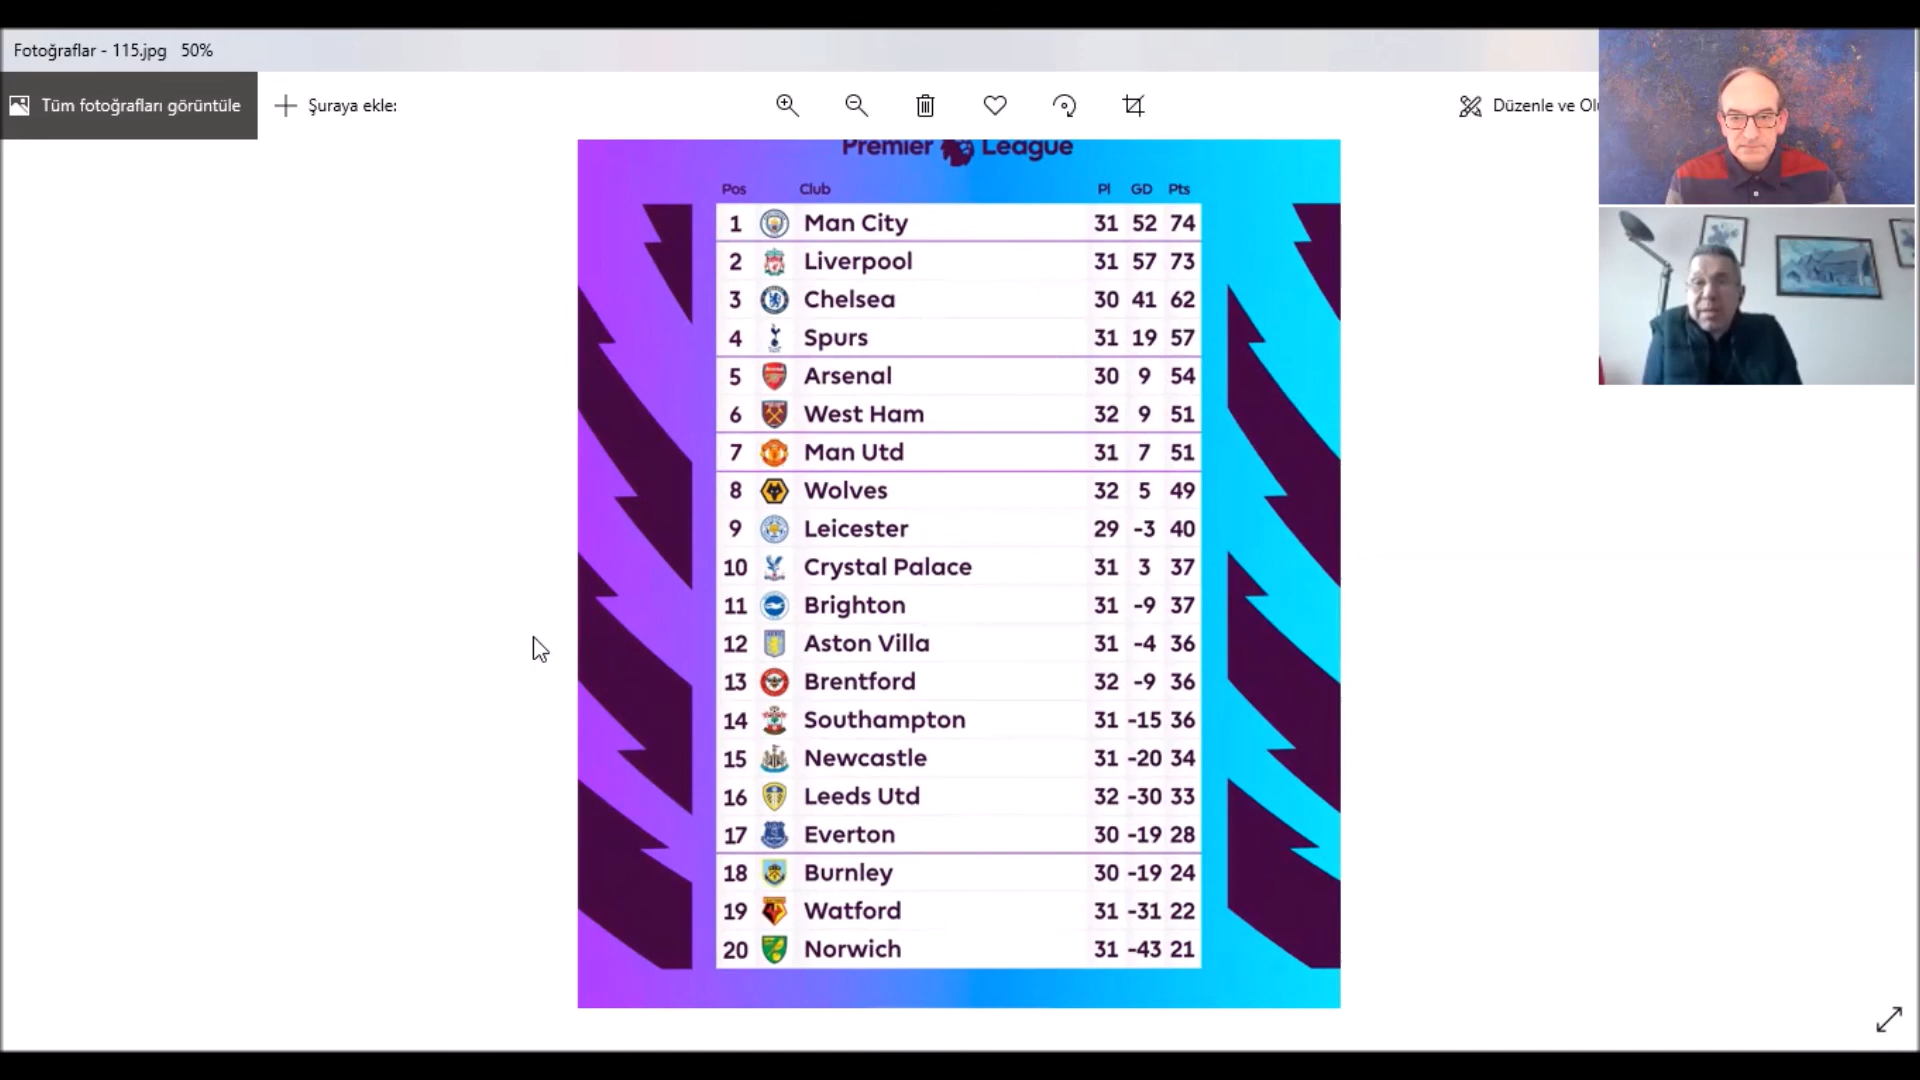 Fotoğraflar - 115.jpg 50%
Tüm fotoğrafları görüntüle
Şuraya ekle:
Düzenle ve Ol
Premier League
Pos Club Pl GD Pts
1 Man City 31 52 74
2 Liverpool 31 57 73
3 Chelsea 30 41 62
4 Spurs 31 19 57
5 Arsenal 30 9 54
6 West Ham 32 9 51
7 Man Utd 31 7 51
8 Wolves 32 5 49
9 Leicester 29 -3 40
10 Crystal Palace 31 3 37
11 Brighton 31 -9 37
12 Aston Villa 31 -4 36
13 Brentford 32 -9 36
14 Southampton 31 -15 36
15 Newcastle 31 -20 34
16 Leeds Utd 32 -30 33
17 Everton 30 -19 28
18 Burnley 30 -19 24
19 Watford 31 -31 22
20 Norwich 31 -43 21